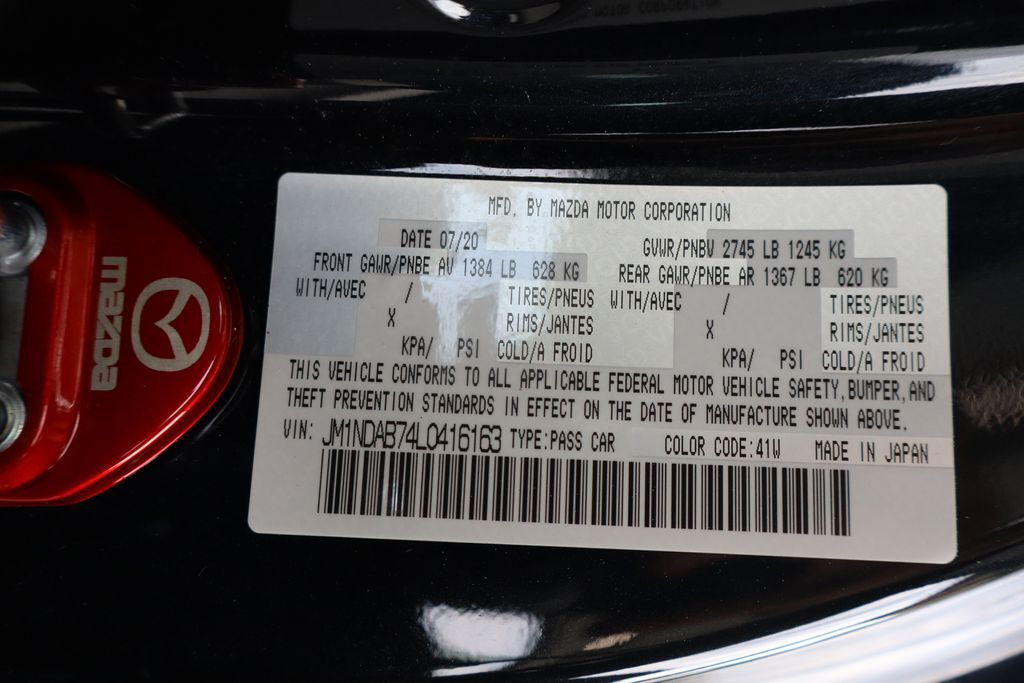 MFD. BY MAZDA MOTOR CORPORATION
DATE 07/20 GVWR/PNBV 2745 LB 1245 KG
FRONT GAWR/PNBE AV 1384 LB 628 KG REAR GAWR/PNBE AR 1367 LB 620 KG
WITH/AVEC / TIRES/PNEUS WITH/AVEC / TIRES/PNEUS
X RIMS/JANTES X RIMS/JANTES
KPA/ PSI COLD/A FROID KPA/ PSI COLD/A FROID
THIS VEHICLE CONFORMS TO ALL APPLICABLE FEDERAL MOTOR VEHICLE SAFETY, BUMPER, AND
THEFT PREVENTION STANDARDS IN EFFECT ON THE DATE OF MANUFACTURE SHOWN ABOVE.
VIN: JM1NDAB74L0416163 TYPE:PASS CAR COLOR CODE:41W MADE IN JAPAN
mazda